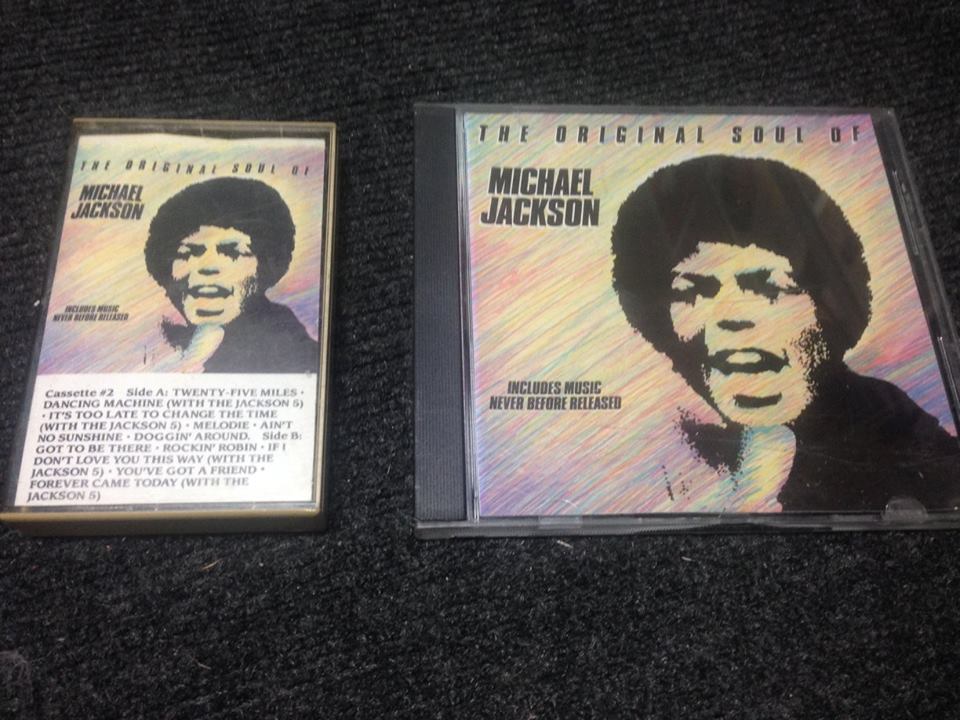 THE ORIGINAL SOUL OF
MICHAEL
JACKSON
INCLUDES MUSIC
NEVER BEFORE RELEASED
Cassette #2 Side A: TWENTY-FIVE MILES •
DANCING MACHINE (WITH THE JACKSON 5)
• IT'S TOO LATE TO CHANGE THE TIME
(WITH THE JACKSON 5) • MELODIE • AIN'T
NO SUNSHINE • DOGGIN' AROUND. Side B:
GOT TO BE THERE • ROCKIN' ROBIN • IF I
DON'T LOVE YOU THIS WAY (WITH THE
JACKSON 5) • YOU'VE GOT A FRIEND •
FOREVER CAME TODAY (WITH THE
JACKSON 5)
THE ORIGINAL SOUL OF
MICHAEL
JACKSON
INCLUDES MUSIC
NEVER BEFORE RELEASED